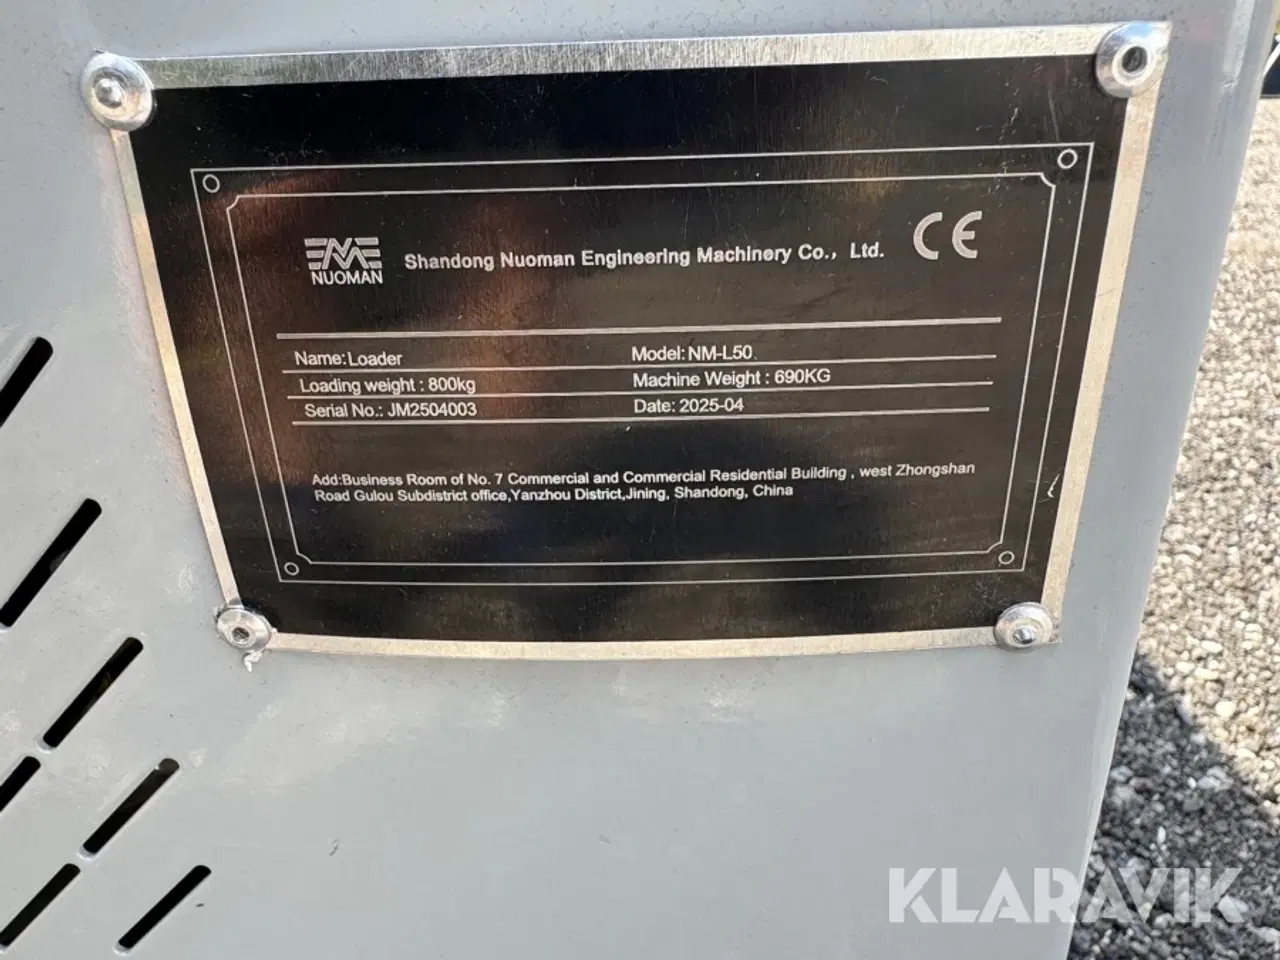 NUOMAN
Shandong Nuoman Engineering Machinery Co., Ltd.
CE
Name:Loader
Model:NM-L50
Loading weight : 800kg
Machine Weight : 690KG
Serial No.: JM2504003
Date: 2025-04
Add:Business Room of No. 7 Commercial and Commercial Residential Building , west Zhongshan
Road Gulou Subdistrict office,Yanzhou District,Jining, Shandong, China
KLARAVIK